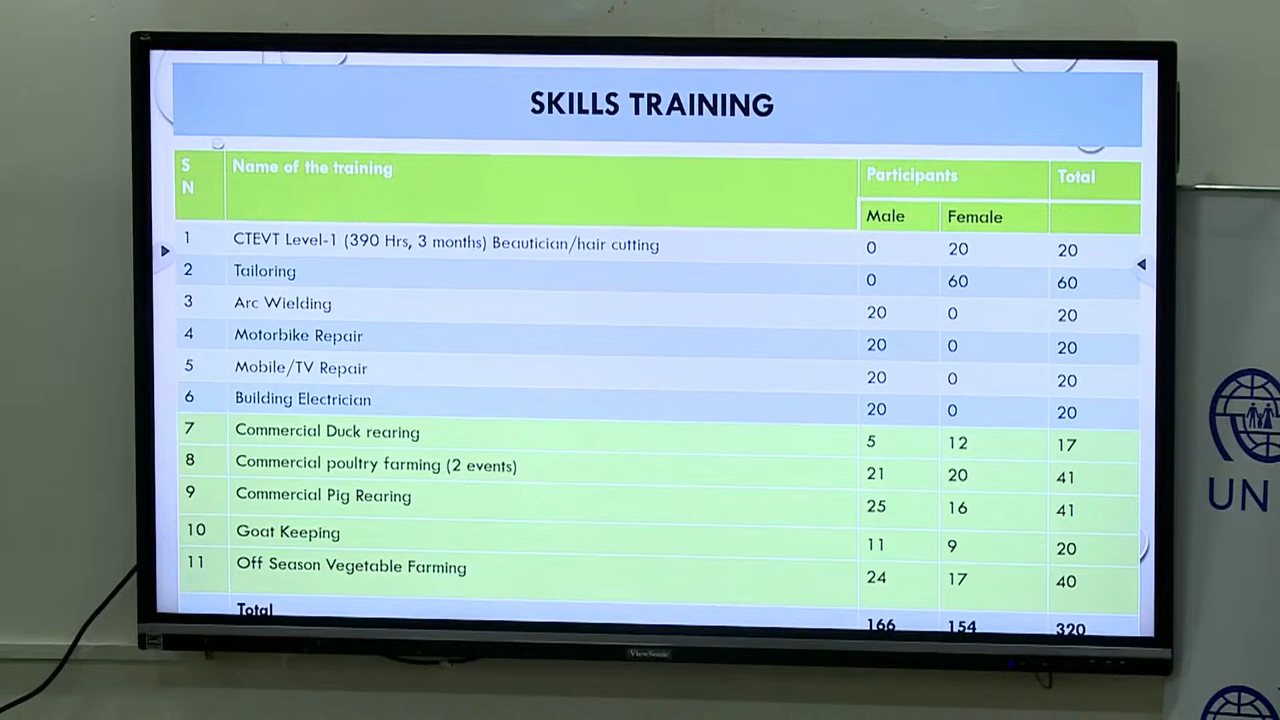 SKILLS TRAINING
S N Name of the training Participants Total
Male Female
1 CTEVT Level-1 (390 Hrs, 3 months) Beautician/hair cutting 0 20 20
2 Tailoring 0 60 60
3 Arc Wielding 20 0 20
4 Motorbike Repair 20 0 20
5 Mobile/TV Repair 20 0 20
6 Building Electrician 20 0 20
7 Commercial Duck rearing 5 12 17
8 Commercial poultry farming (2 events) 21 20 41
9 Commercial Pig Rearing 25 16 41
10 Goat Keeping 11 9 20
11 Off Season Vegetable Farming 24 17 40
Total 166 154 320
ViewSonic
UN